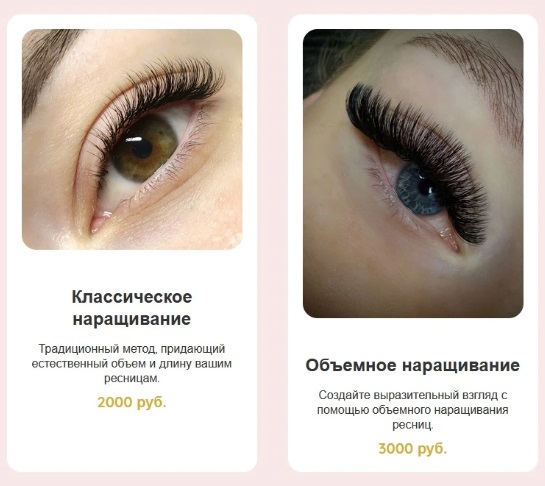 Классическое
наращивание
Традиционный метод, придающий
естественный объем и длину вашим
ресницам.
2000 руб.
Объемное наращивание
Создайте выразительный взгляд с
помощью объемного наращивания
ресниц.
3000 руб.